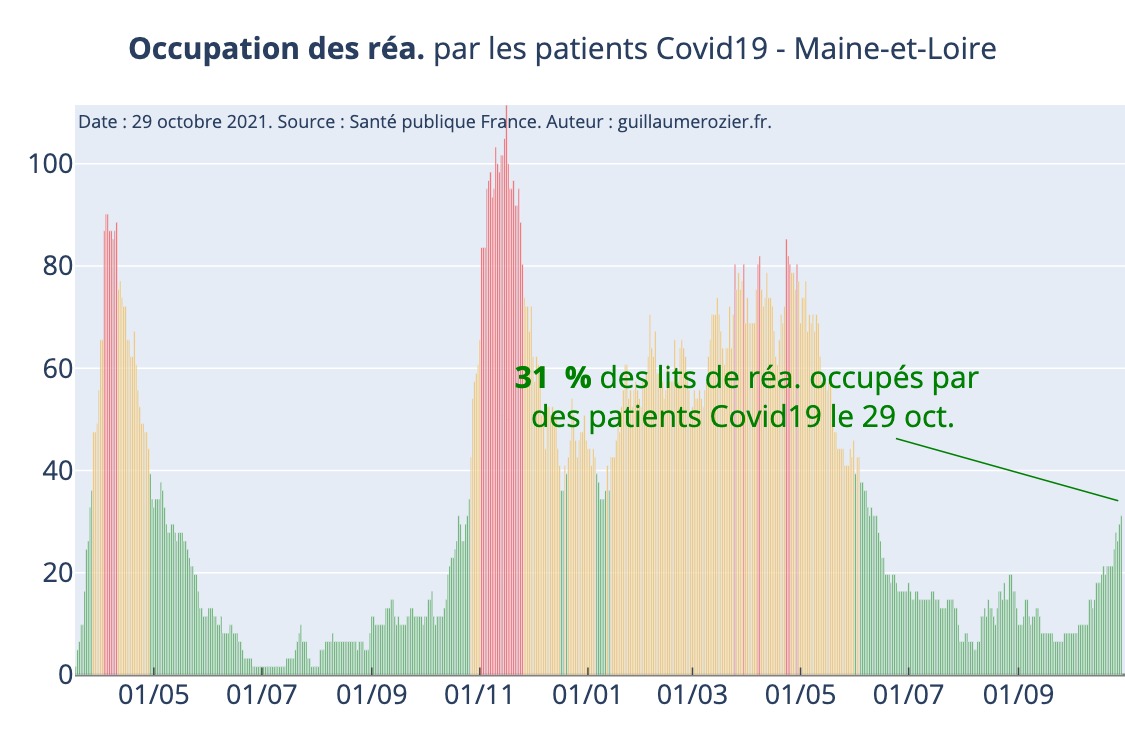 Occupation des réa. par les patients Covid19 - Maine-et-Loire
Date : 29 octobre 2021. Source : Santé publique France. Auteur : guillaumerozier.fr.
100
80
60
31 % des lits de réa. occupés par
des patients Covid19 le 29 oct.
40
20
0
01/05 01/07 01/09 01/11 01/01 01/03 01/05 01/07 01/09